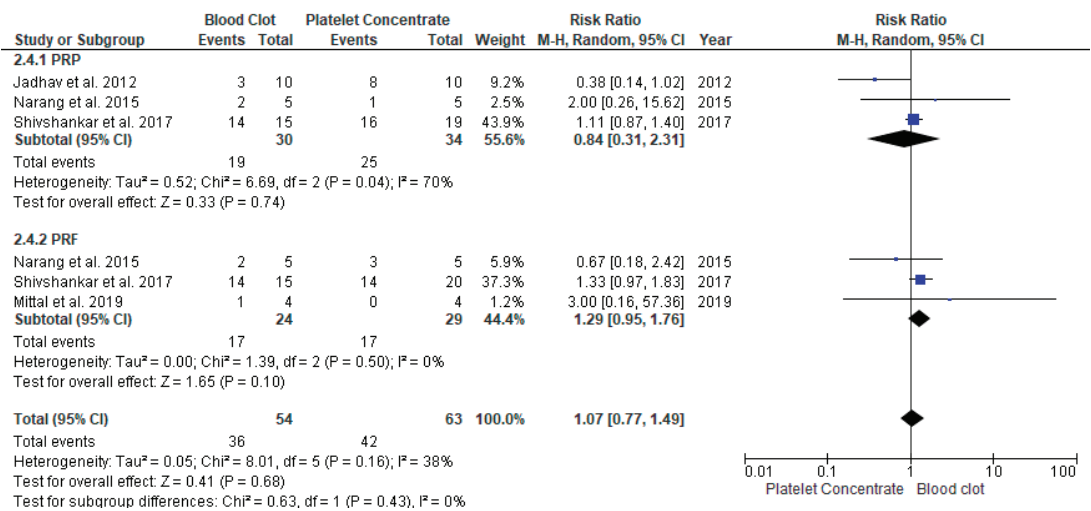 Blood Clot Platelet Concentrate Risk Ratio Risk Ratio
Study or Subgroup Events Total Events Total Weight M-H, Random, 95% CI Year M-H, Random, 95% CI
2.4.1 PRP
Jadhav et al. 2012 3 10 8 10 9.2% 0.38 [0.14, 1.02] 2012
Narang et al. 2015 2 5 1 5 2.5% 2.00 [0.26, 15.62] 2015
Shivshankar et al. 2017 14 15 16 19 43.9% 1.11 [0.87, 1.40] 2017
Subtotal (95% CI) 30 34 55.6% 0.84 [0.31, 2.31]
Total events 19 25
Heterogeneity: Tau² = 0.52; Chi² = 6.69, df = 2 (P = 0.04); I² = 70%
Test for overall effect: Z = 0.33 (P = 0.74)
2.4.2 PRF
Narang et al. 2015 2 5 3 5 5.9% 0.67 [0.18, 2.42] 2015
Shivshankar et al. 2017 14 15 14 20 37.3% 1.33 [0.97, 1.83] 2017
Mittal et al. 2019 1 4 0 4 1.2% 3.00 [0.16, 57.36] 2019
Subtotal (95% CI) 24 29 44.4% 1.29 [0.95, 1.76]
Total events 17 17
Heterogeneity: Tau² = 0.00; Chi² = 1.39, df = 2 (P = 0.50); I² = 0%
Test for overall effect: Z = 1.65 (P = 0.10)
Total (95% CI) 54 63 100.0% 1.07 [0.77, 1.49]
Total events 36 42
Heterogeneity: Tau² = 0.05; Chi² = 8.01, df = 5 (P = 0.16); I² = 38%
Test for overall effect: Z = 0.41 (P = 0.68)
Test for subgroup differences: Chi² = 0.63, df = 1 (P = 0.43), I² = 0%
0.01 0.1 1 10 100
Platelet Concentrate Blood clot